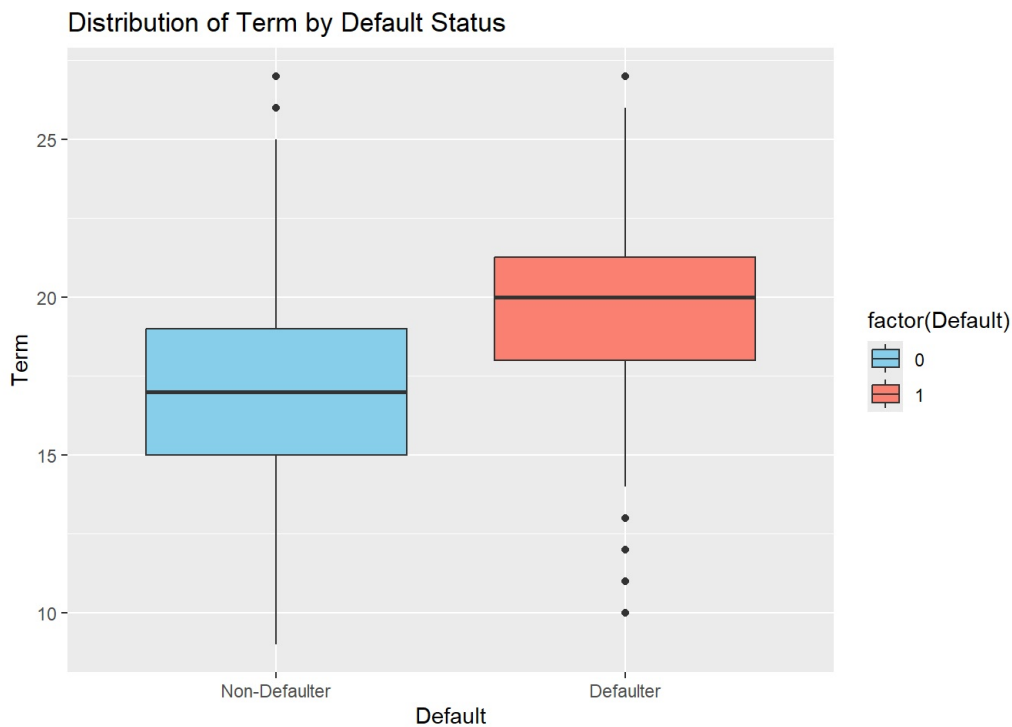 Distribution of Term by Default Status
25
20
15
10
Term
Non-Defaulter
Defaulter
Default
factor(Default)
0
1